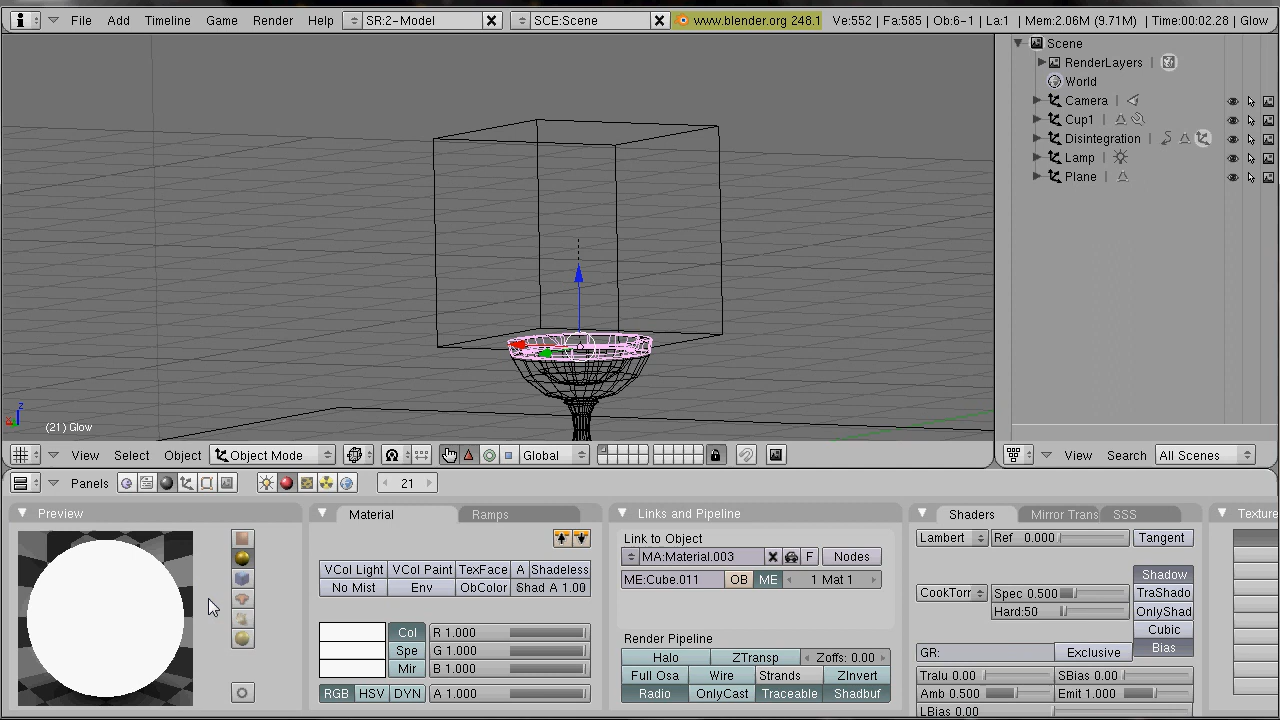 File Add Timeline Game Render Help SR:2-Model SCE:Scene www.blender.org 248.1 Ve:552 | Fa:585 | Ob:6-1 | La:1 | Mem:2.06M (9.71M) | Time:00:02.28 | Glow
Scene
RenderLayers
World
Camera
Cup1
Disintegration
Lamp
Plane
z
x
(21) Glow
View Select Object Object Mode Global
View Search All Scenes
Panels 21
Preview
Material Ramps
VCol Light VCol Paint TexFace A Shadeless
No Mist Env ObColor Shad A 1.00
Col R 1.000
Spe G 1.000
Mir B 1.000
RGB HSV DYN A 1.000
Links and Pipeline
Link to Object
MA:Material.003 F Nodes
ME:Cube.011 OB ME 1 Mat 1
Render Pipeline
Halo ZTransp Zoffs: 0.00
Full Osa Wire Strands ZInvert
Radio OnlyCast Traceable Shadbuf
Shaders Mirror Trans SSS
Lambert Ref 0.000 Tangent
Shadow
CookTorr Spec 0.500 TraShado
Hard:50 OnlyShad
Cubic
GR: Exclusive Bias
Tralu 0.00 SBias 0.00
Amb 0.500 Emit 1.000
LBias 0.00
Texture